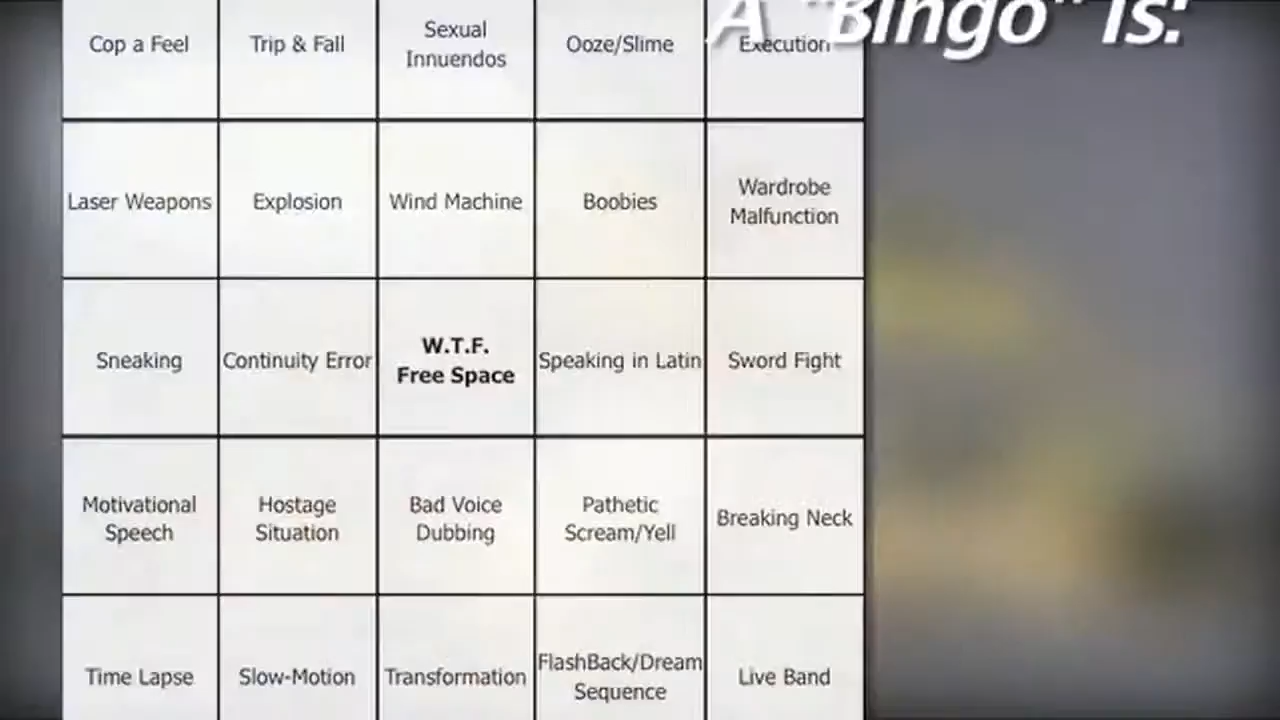 A "Bingo" is:
Cop a Feel
Trip & Fall
Sexual
Innuendos
Ooze/Slime
Execution
Laser Weapons
Explosion
Wind Machine
Boobies
Wardrobe
Malfunction
Sneaking
Continuity Error
W.T.F.
Free Space
Speaking in Latin
Sword Fight
Motivational
Speech
Hostage
Situation
Bad Voice
Dubbing
Pathetic
Scream/Yell
Breaking Neck
Time Lapse
Slow-Motion
Transformation
FlashBack/Dream
Sequence
Live Band